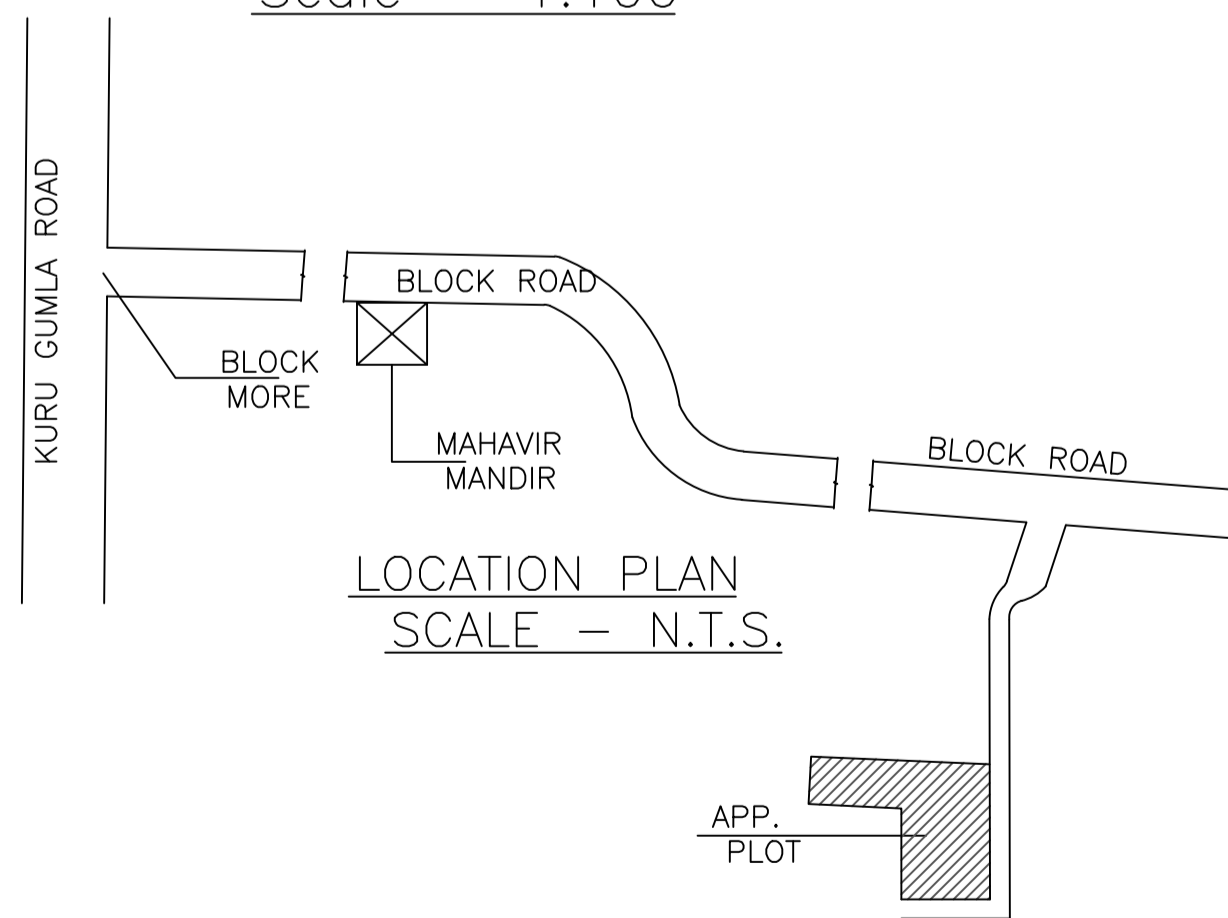 KURU GUMLA ROAD
BLOCK ROAD
BLOCK
MORE
MAHAVIR
MANDIR
BLOCK ROAD
LOCATION PLAN
SCALE - N.T.S.
APP.
PLOT